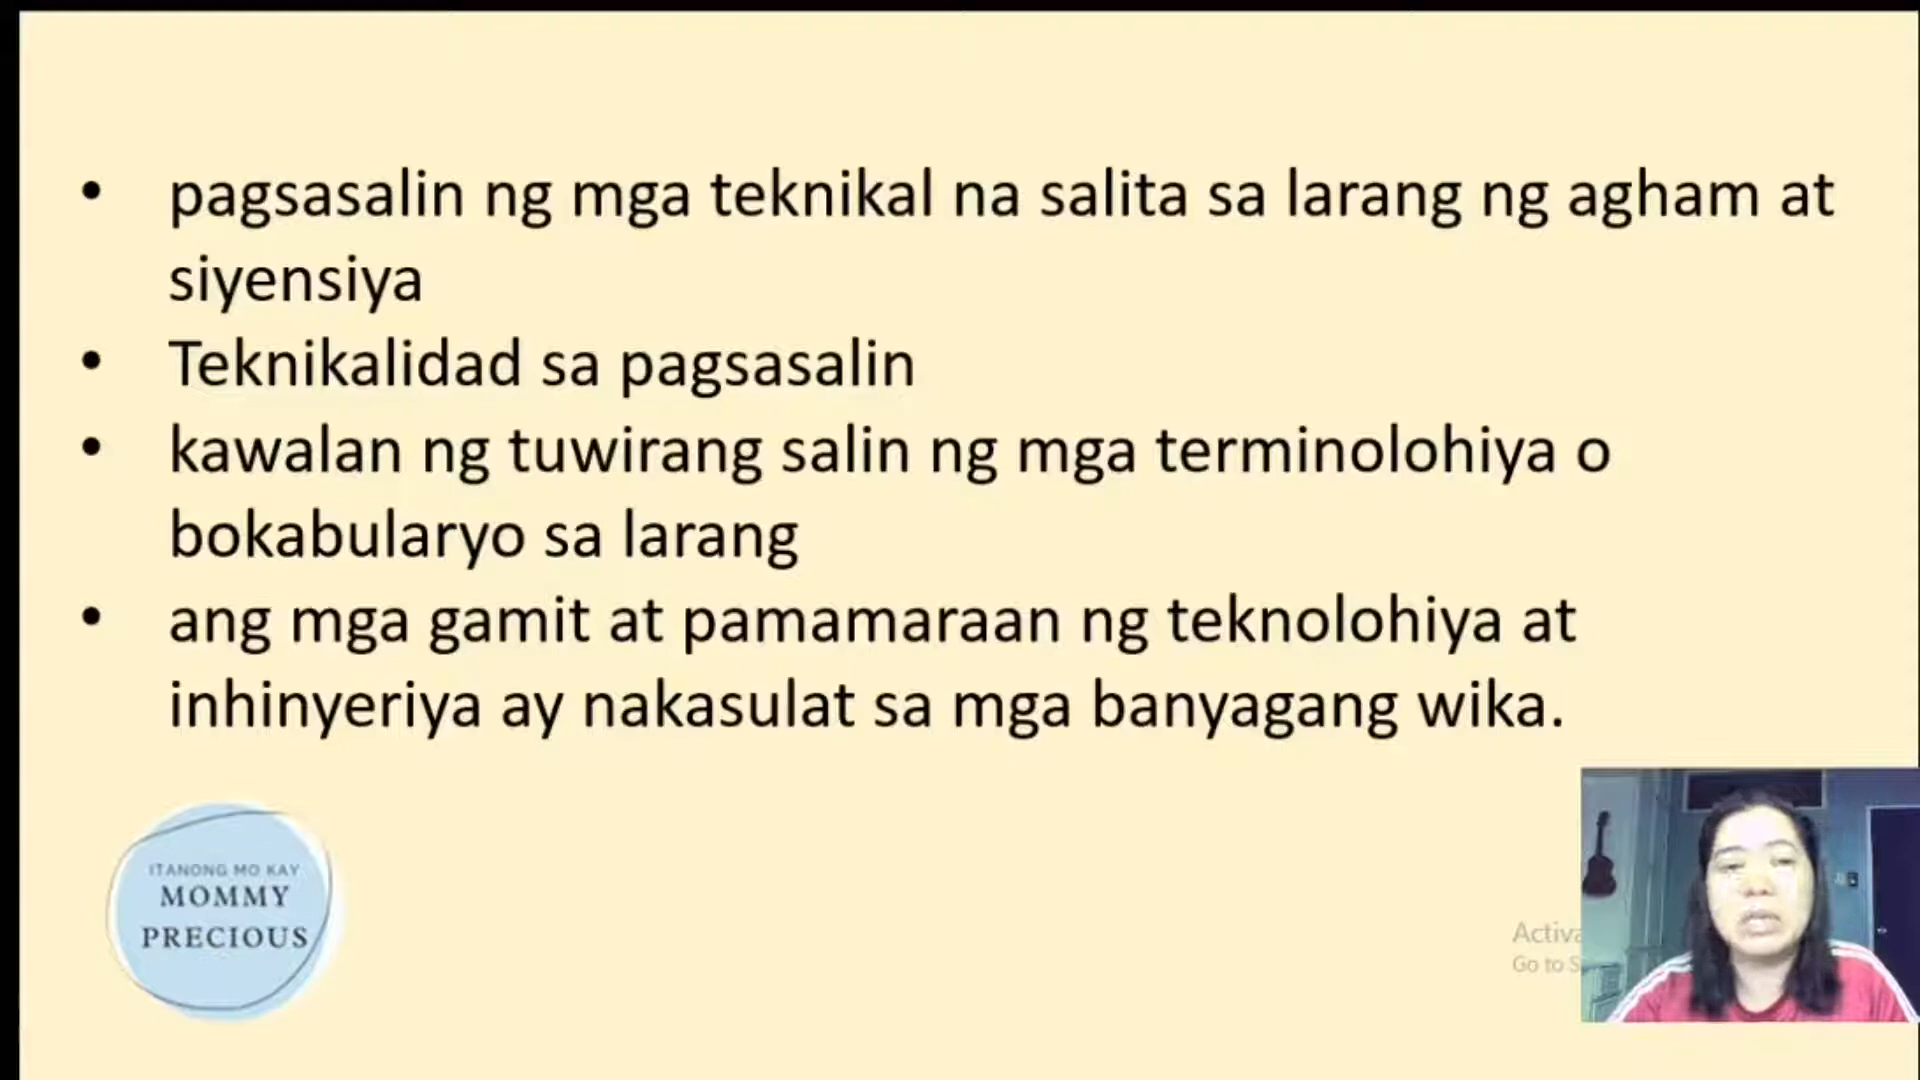 • pagsasalin ng mga teknikal na salita sa larang ng agham at
siyensiya
• Teknikalidad sa pagsasalin
• kawalan ng tuwirang salin ng mga terminolohiya o
bokabularyo sa larang
• ang mga gamit at pamamaraan ng teknolohiya at
inhinyeriya ay nakasulat sa mga banyagang wika.
ITANONG MO KAY
MOMMY
PRECIOUS
Activa
Go to S